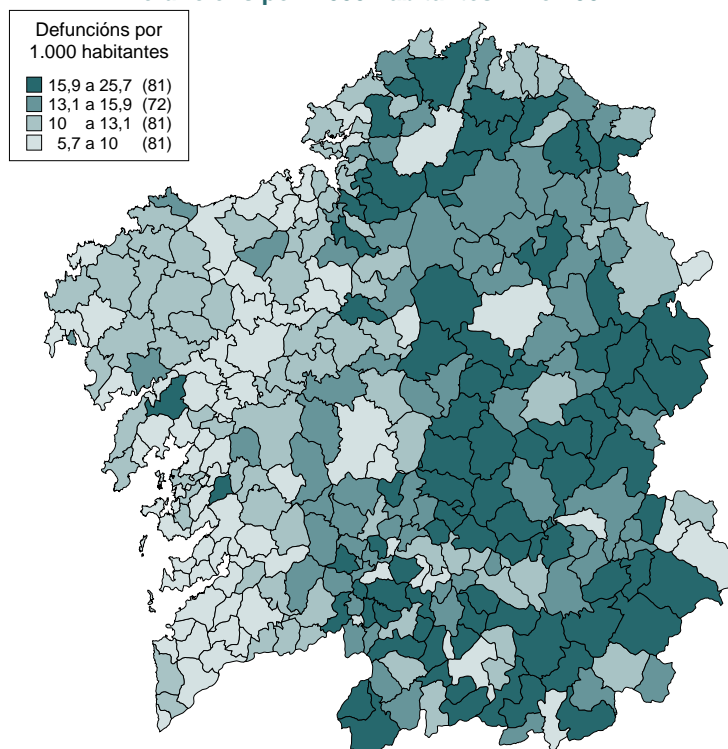 Defuncións por
1.000 habitantes
15,9 a 25,7 (81)
13,1 a 15,9 (72)
10 a 13,1 (81)
5,7 a 10 (81)